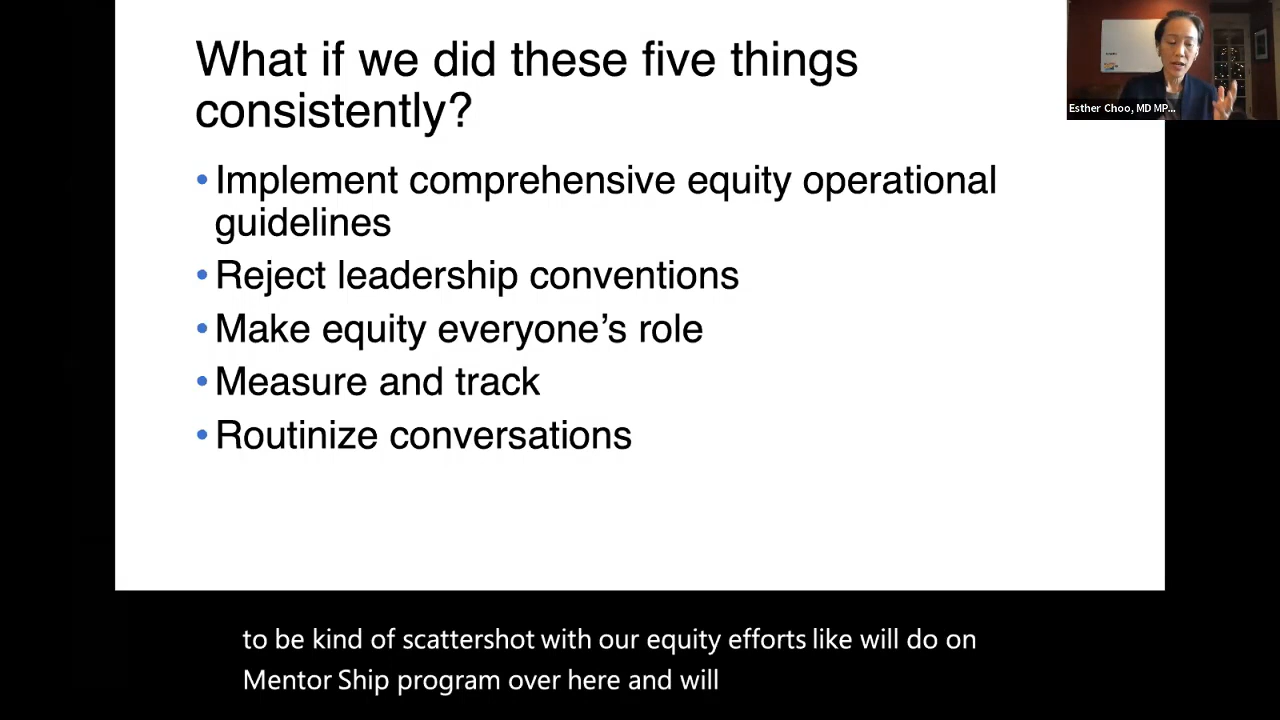 What if we did these five things
consistently?
• Implement comprehensive equity operational
guidelines
• Reject leadership conventions
• Make equity everyone’s role
• Measure and track
• Routinize conversations
Esther Choo, MD MP...
to be kind of scattershot with our equity efforts like will do on
Mentor Ship program over here and will